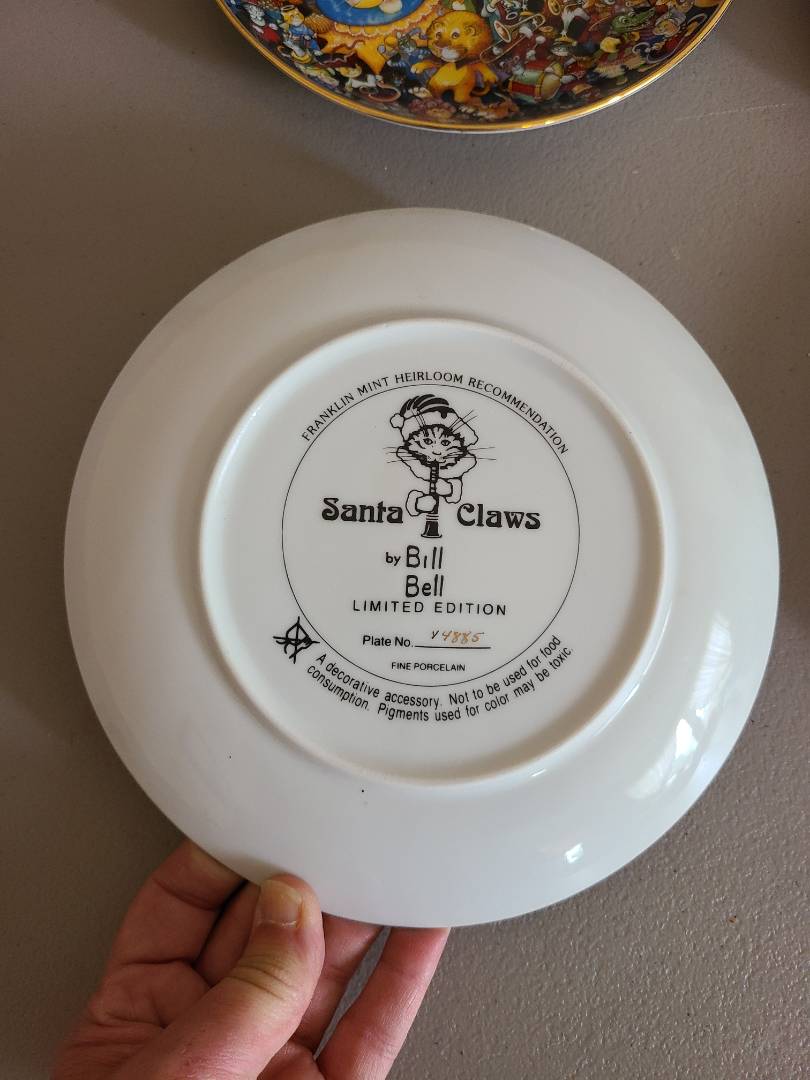 FRANKLIN MINT HEIRLOOM RECOMMENDATION
Santa Claws
by Bill
Bell
LIMITED EDITION
Plate No. V4885
FINE PORCELAIN
A decorative accessory. Not to be used for food
consumption. Pigments used for color may be toxic.